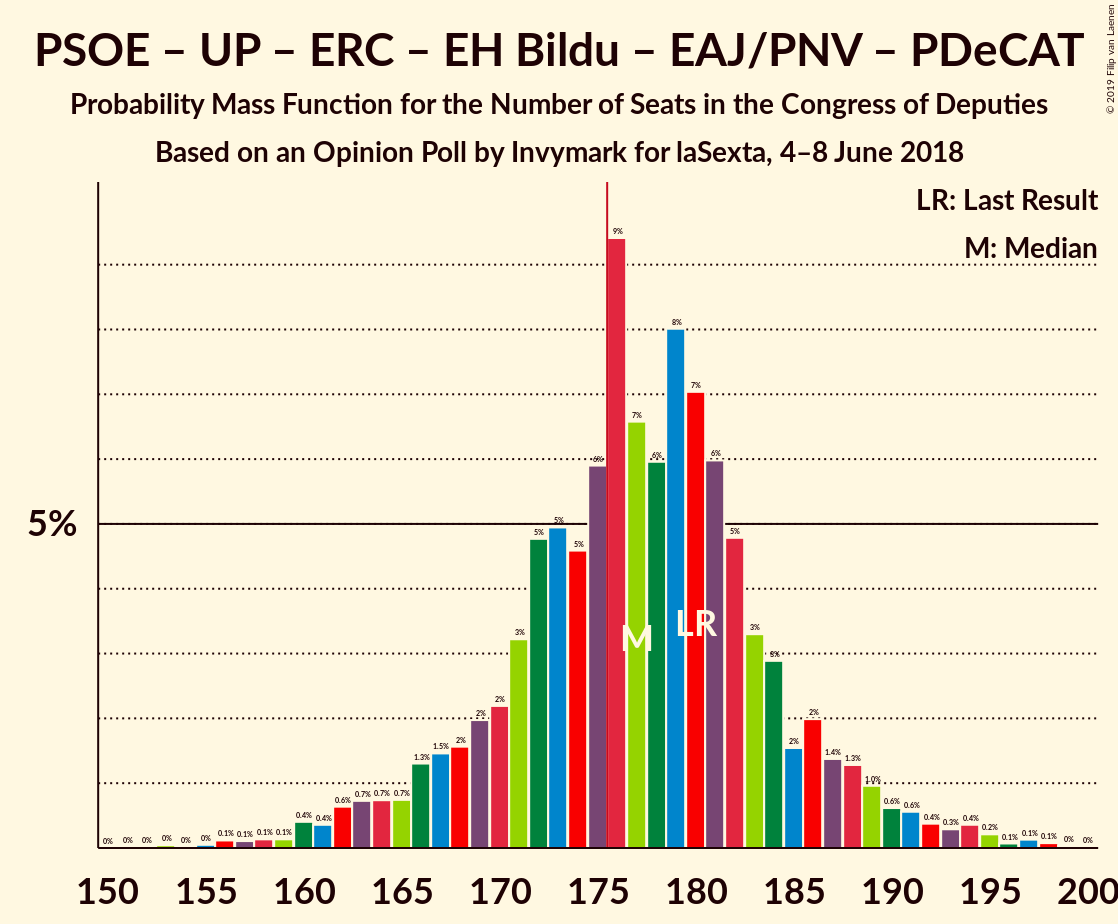 PSOE – UP – ERC – EH Bildu – EAJ/PNV – PDeCAT
Probability Mass Function for the Number of Seats in the Congress of Deputies
Based on an Opinion Poll by Invymark for laSexta, 4–8 June 2018
© 2019 Filip van Laenen
LR: Last Result
M: Median
5%
0% 0% 0% 0% 0% 0% 0.1% 0.1% 0.1% 0.1% 0.4% 0.4% 0.6% 0.7% 0.7% 0.7% 1.3% 1.5% 2% 2% 2% 3% 5% 5% 5% 6% 9% 7% 6% 8% 7% 6% 5% 3% 3% 2% 2% 1.4% 1.3% 1.0% 0.6% 0.6% 0.4% 0.3% 0.4% 0.2% 0.1% 0.1% 0.1% 0% 0%
M LR
150 155 160 165 170 175 180 185 190 195 200